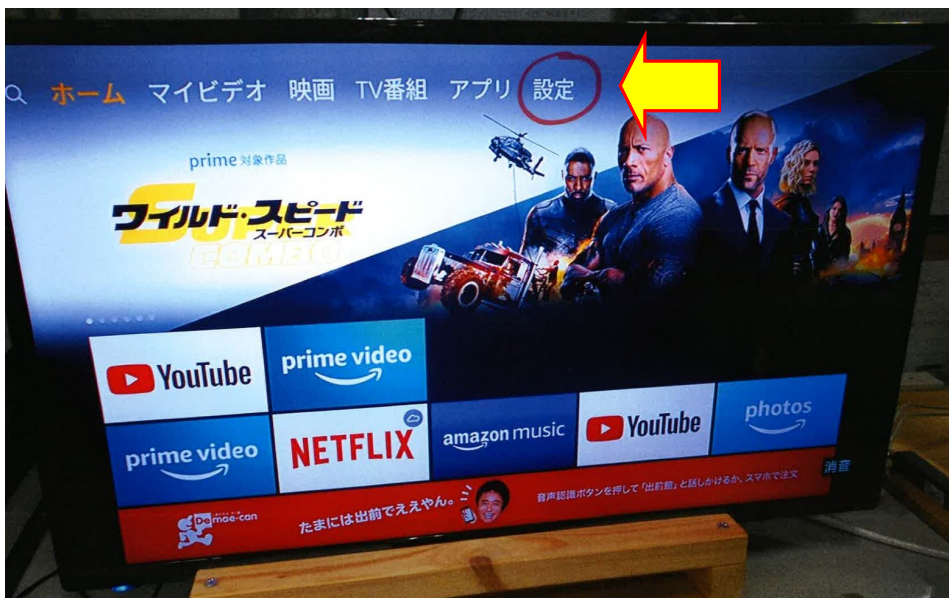 ホーム マイビデオ 映画 TV番組 アプリ 設定
prime 対象作品
ワイルド・スピード
スーパーコンボ
SUPER
COMBO
YouTube
prime video
prime video
NETFLIX
amazon music
YouTube
photos
消音
Demae-can
たまには出前でええやん。
音声認識ボタンを押して「出前館」と話しかけるか、スマホで注文